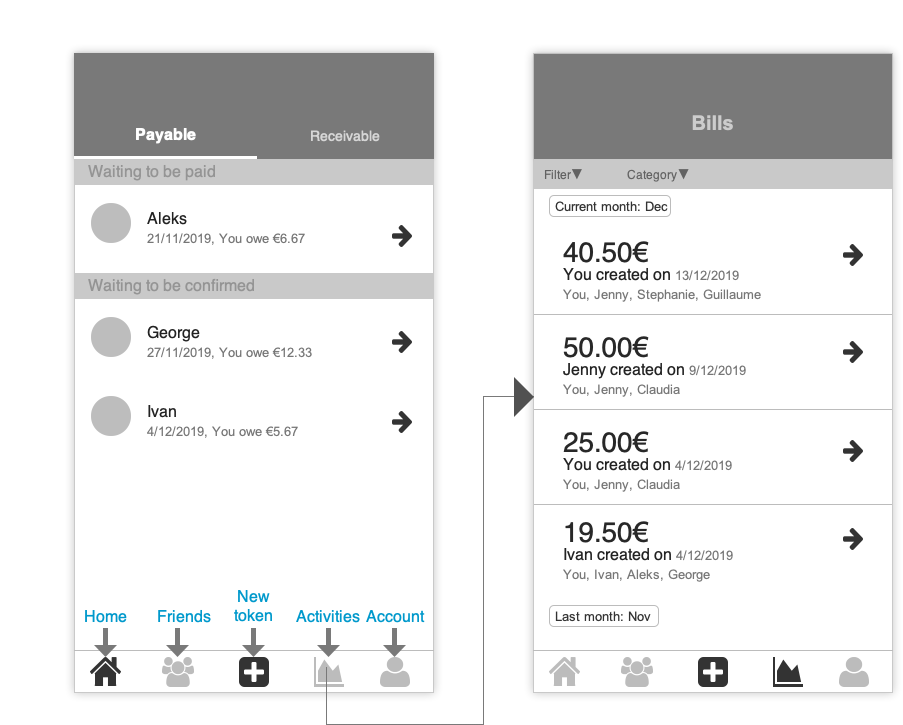 Payable
Receivable
Waiting to be paid
Aleks
21/11/2019, You owe €6.67
Waiting to be confirmed
George
27/11/2019, You owe €12.33
Ivan
4/12/2019, You owe €5.67
Home
Friends
New
token
Activities
Account
Bills
Filter▼
Category▼
Current month: Dec
40.50€
You created on 13/12/2019
You, Jenny, Stephanie, Guillaume
50.00€
Jenny created on 9/12/2019
You, Jenny, Claudia
25.00€
You created on 4/12/2019
You, Jenny, Claudia
19.50€
Ivan created on 4/12/2019
You, Ivan, Aleks, George
Last month: Nov